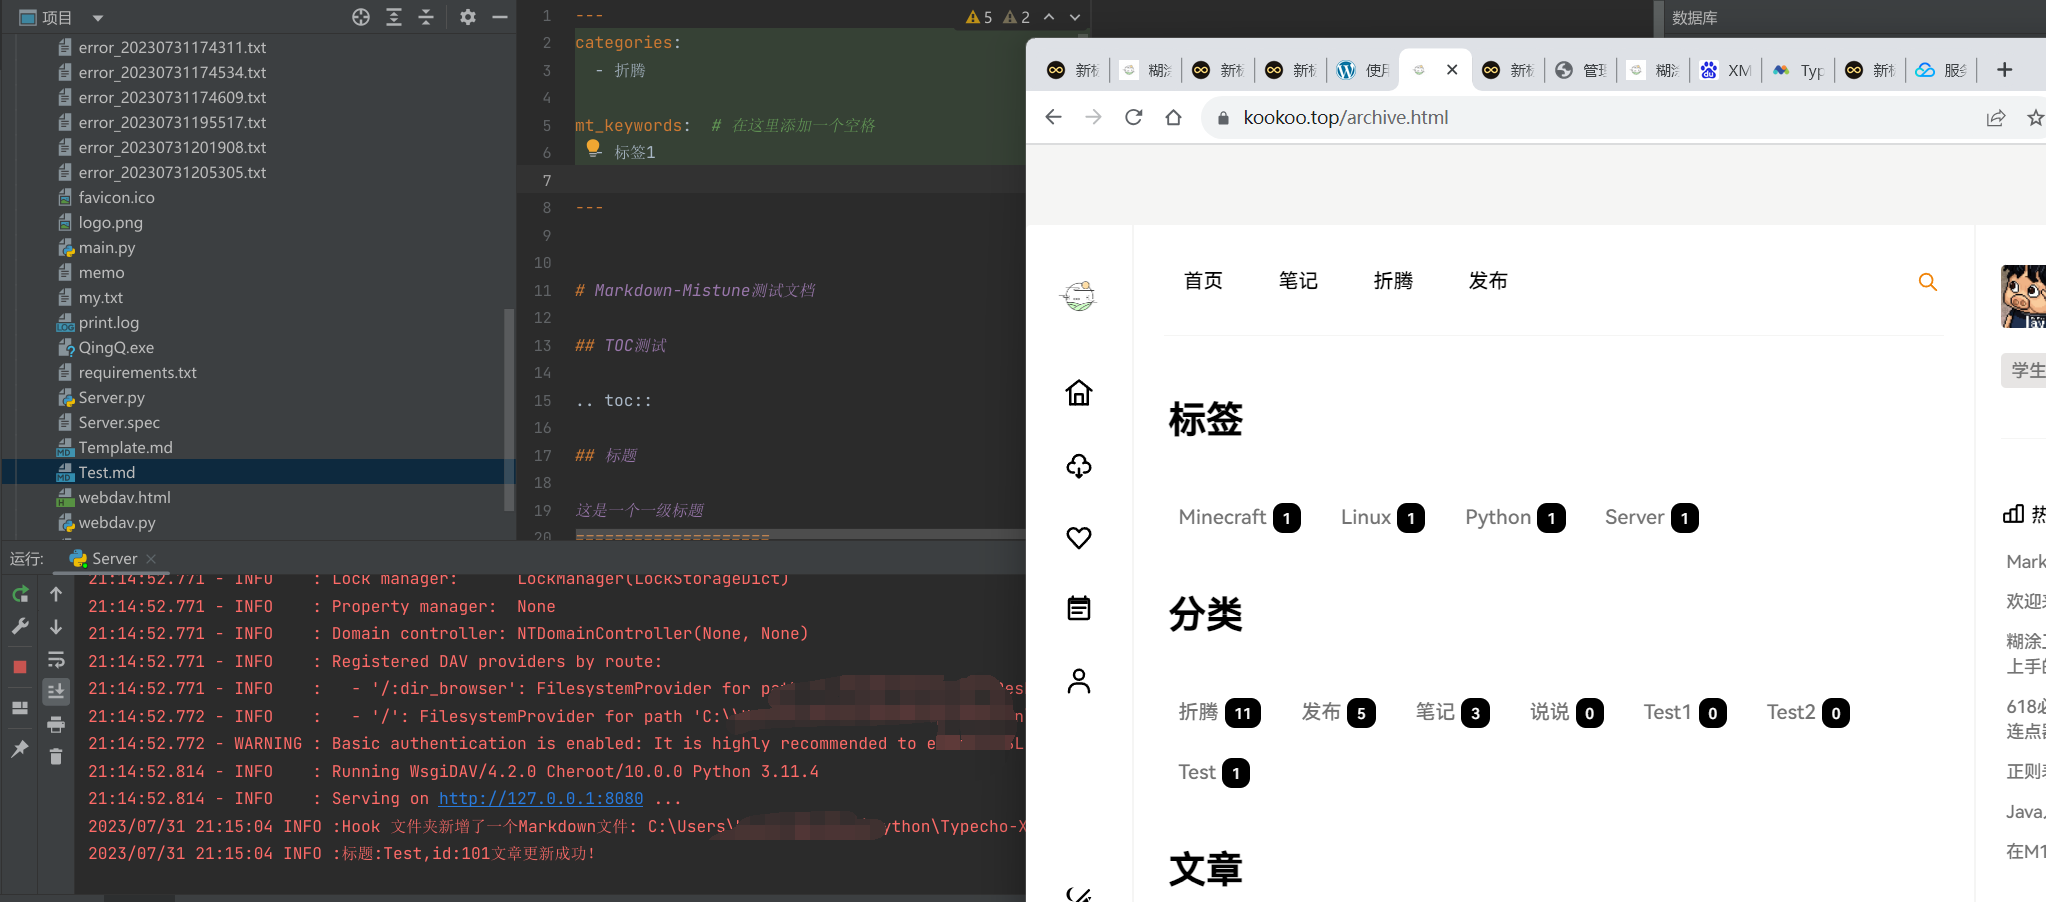 项目
error_20230731174311.txt
error_20230731174534.txt
error_20230731174609.txt
error_20230731195517.txt
error_20230731201908.txt
error_20230731205305.txt
favicon.ico
logo.png
main.py
memo
my.txt
print.log
QingQ.exe
requirements.txt
Server.py
Server.spec
Template.md
Test.md
webdav.html
webdav.py
5 2
1 ---
2 categories:
3 - 折腾
4
5 mt_keywords: # 在这里添加一个空格
6 - 标签1
7
8 ---
9
10
11 # Markdown-Mistune测试文档
12
13 ## TOC测试
14
15 .. toc::
16
17 ## 标题
18
19 这是一个一级标题
20 ====================
运行: Server
21:14:52.771 - INFO : Lock manager: LockManager(LockStorageDict)
21:14:52.771 - INFO : Property manager: None
21:14:52.771 - INFO : Domain controller: NTDomainController(None, None)
21:14:52.771 - INFO : Registered DAV providers by route:
21:14:52.771 - INFO : - '/:dir_browser': FilesystemProvider for
21:14:52.772 - INFO : - '/': FilesystemProvider for path 'C:\\
21:14:52.772 - WARNING : Basic authentication is enabled: It is highly recommended to
21:14:52.814 - INFO : Running WsgiDAV/4.2.0 Cheroot/10.0.0 Python 3.11.4
21:14:52.814 - INFO : Serving on http://127.0.0.1:8080 ...
2023/07/31 21:15:04 INFO :Hook 文件夹新增了一个Markdown文件: C:\Users\ ython\Typecho-X
2023/07/31 21:15:04 INFO :标题:Test,id:101文章更新成功!
数据库
新标 糊涂 新标 新标 使用 新标 管理 糊涂 XM Typ 新标 服务
kookoo.top/archive.html
首页 笔记 折腾 发布
标签
Minecraft 1 Linux 1 Python 1 Server 1
分类
折腾 11 发布 5 笔记 3 说说 0 Test1 0 Test2 0
Test 1
文章
学生
热
Mark
欢迎
糊涂
上手
618必
连点器
正则表
Java
在M1